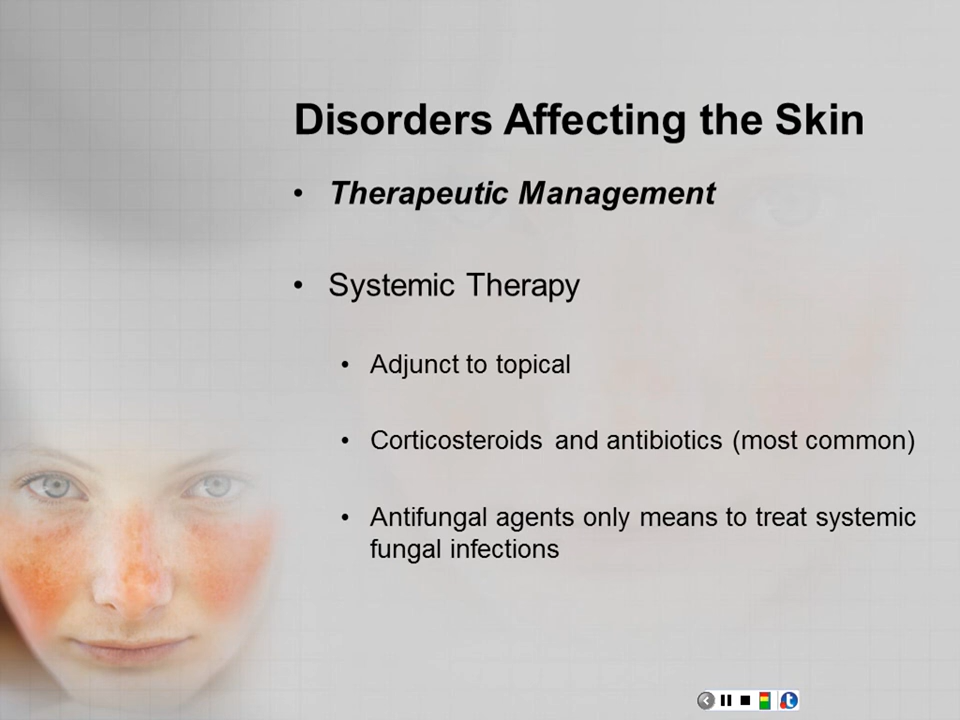 Disorders Affecting the Skin
• Therapeutic Management
• Systemic Therapy
• Adjunct to topical
• Corticosteroids and antibiotics (most common)
• Antifungal agents only means to treat systemic
fungal infections
t